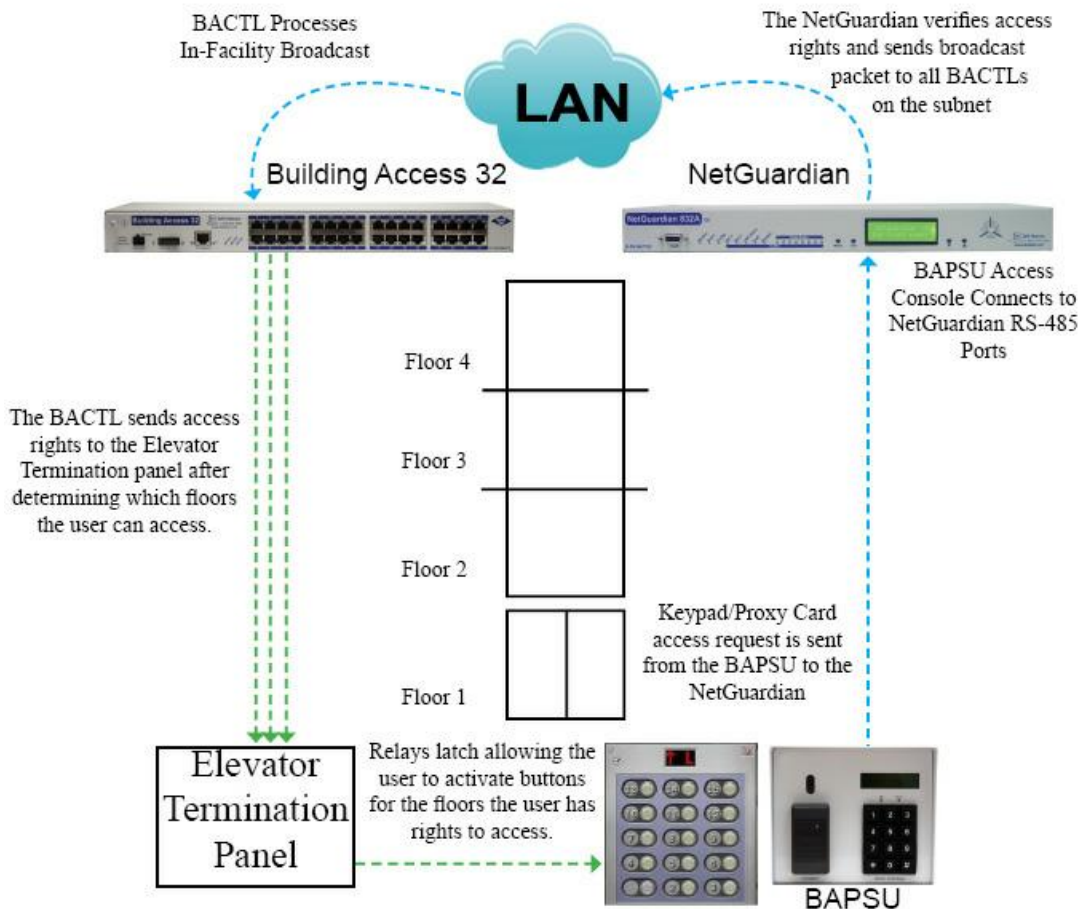 BACTL Processes
In-Facility Broadcast
The NetGuardian verifies access
rights and sends broadcast
packet to all BACTLs
on the subnet
LAN
Building Access 32
NetGuardian
Building Access 32
NetGuardian 832A
BAPSU Access
Console Connects to
NetGuardian RS-485
Ports
Floor 4
The BACTL sends access
rights to the Elevator
Termination panel after
determining which floors
the user can access.
Floor 3
Floor 2
Keypad/Proxy Card
access request is sent
from the BAPSU to the
NetGuardian
Floor 1
Elevator
Termination
Panel
Relays latch allowing the
user to activate buttons
for the floors the user has
rights to access.
BAPSU